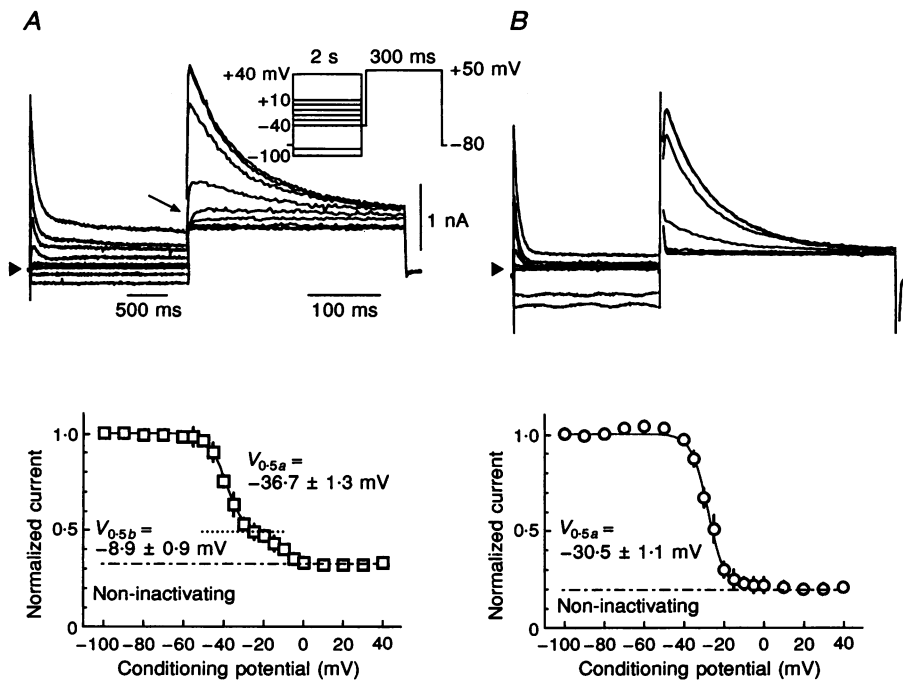 A
B
2 s
300 ms
+40 mV
+50 mV
+10
-40
-100
-80
1 nA
500 ms
100 ms
Normalized current
1·0
0·5
0
V0·5a =
-36·7 ± 1·3 mV
V0·5b =
-8·9 ± 0·9 mV
Non-inactivating
-100 -80 -60 -40 -20 0 20 40
Conditioning potential (mV)
Normalized current
1·0
0·5
0
V0·5a =
-30·5 ± 1·1 mV
Non-inactivating
-100 -80 -60 -40 -20 0 20 40
Conditioning potential (mV)